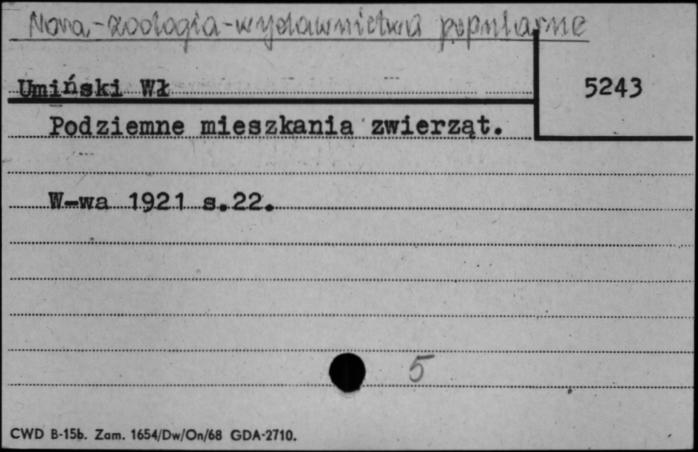 Nowa-zoologia-wydawnictwa popularne
Umiński Wł
5243
Podziemne mieszkania zwierząt.
W-wa 1921 s.22.
5
CWD B-15b. Zam. 1654/Dw/On/68 GDA-2710.